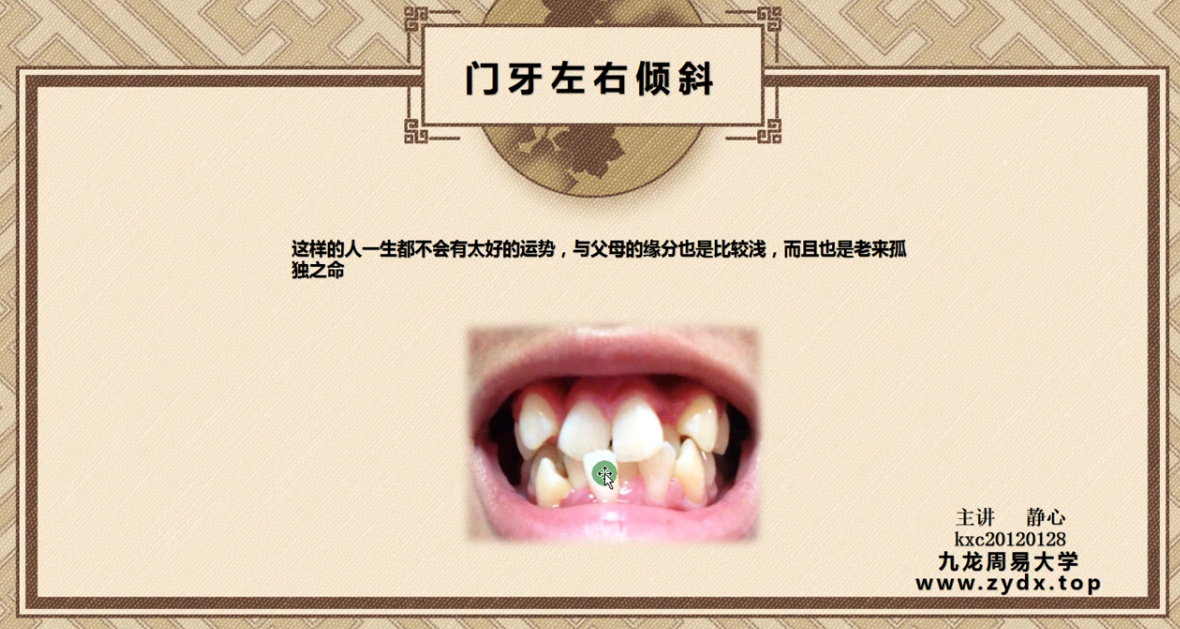 门牙左右倾斜
这样的人一生都不会有太好的运势，与父母的缘分也是比较浅，而且也是老来孤
独之命
主讲 静心
kxc20120128
九龙周易大学
www.zydx.top